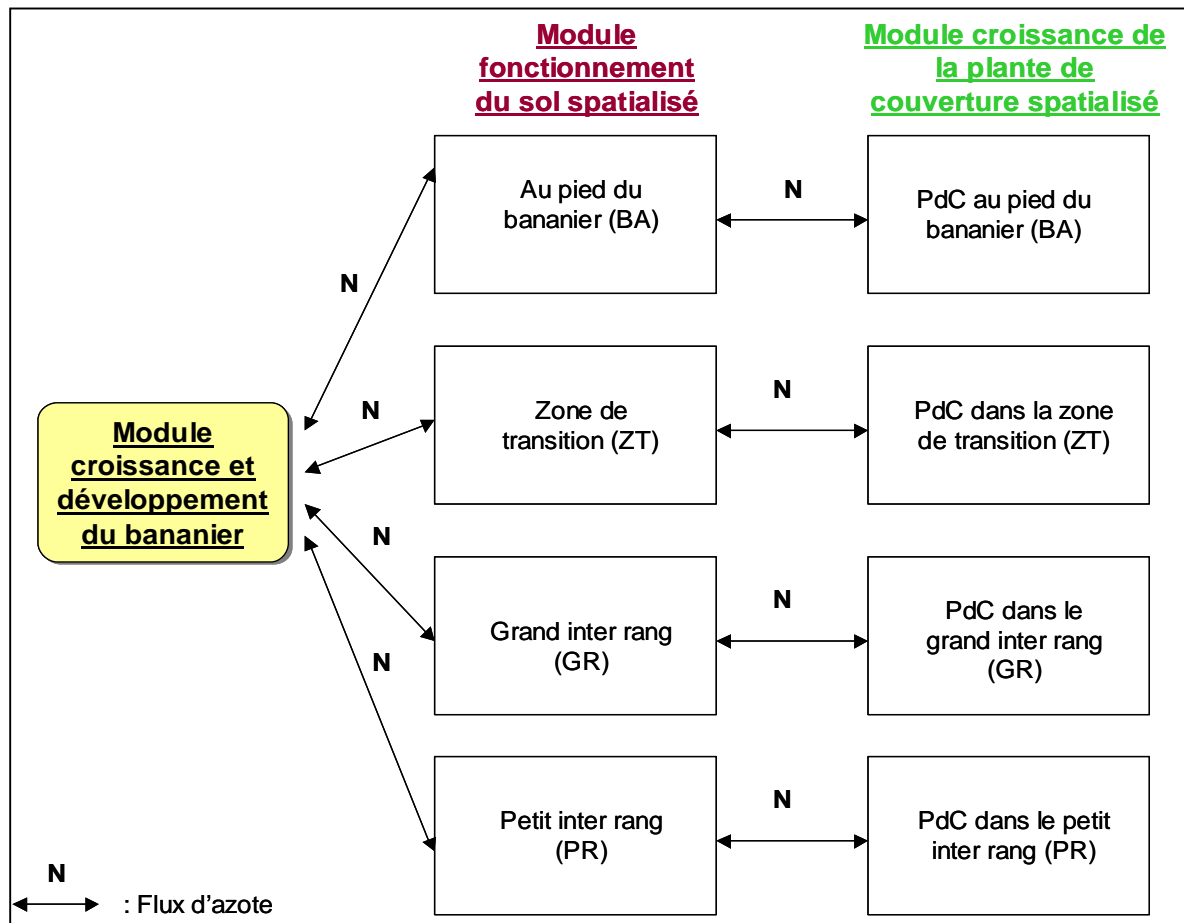 Module
fonctionnement
du sol spatialisé
Module croissance de
la plante de
couverture spatialisé
Au pied du
bananier (BA)
N
PdC au pied du
bananier (BA)
N
Zone de
transition (ZT)
N
PdC dans la zone
de transition (ZT)
N
Module
croissance et
développement
du bananier
N
Grand inter rang
(GR)
N
PdC dans le
grand inter rang
(GR)
N
Petit inter rang
(PR)
N
PdC dans le petit
inter rang (PR)
N
: Flux d'azote